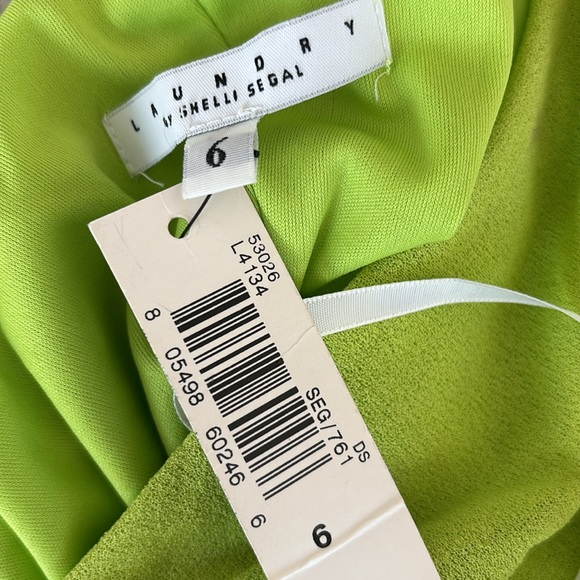 LAUNDRY
BY SHELLI SEGAL
6
53026
L4134
8 05498 60246 6
SEG/761
DS
6